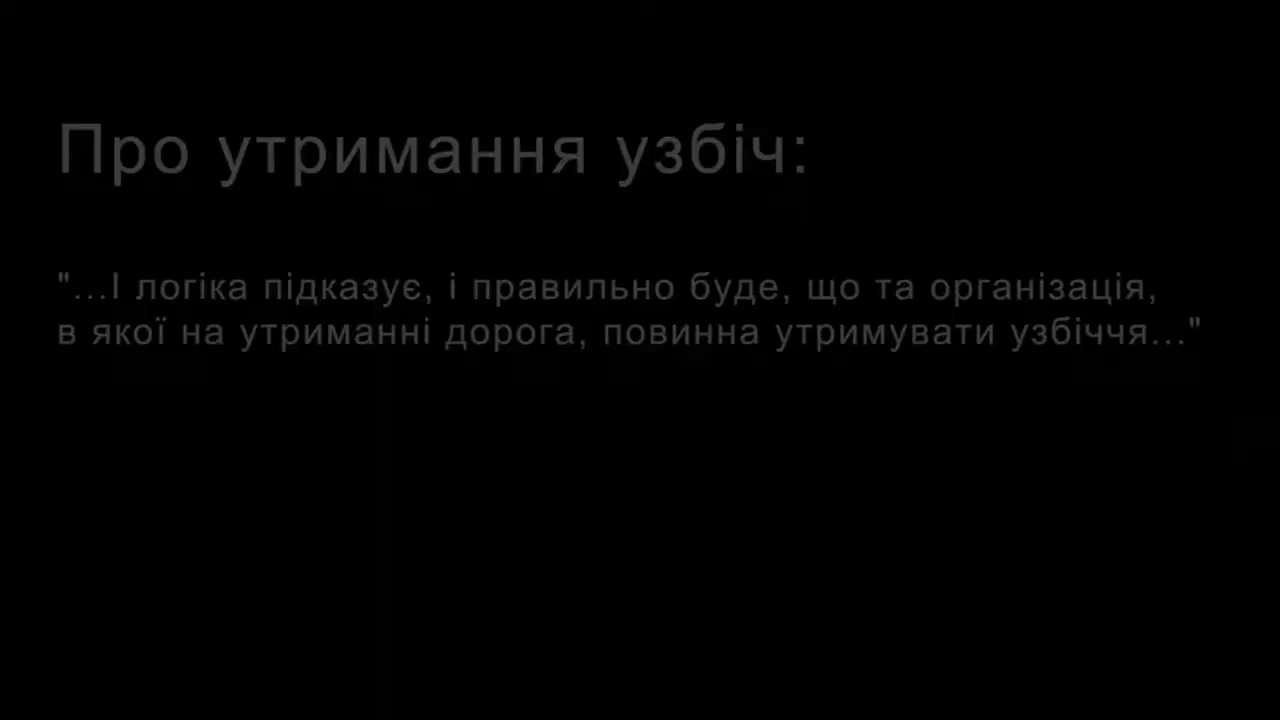 Про утримання узбіч:
"...І логіка підказує, і правильно буде, що та організація,
в якої на утриманні дорога, повинна утримувати узбіччя..."